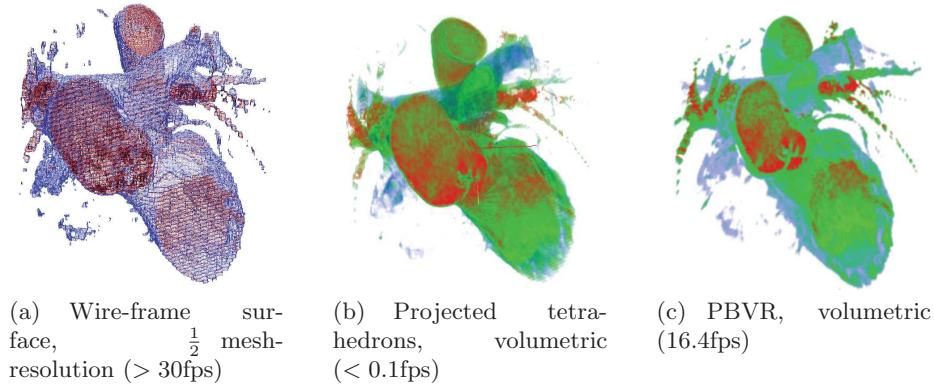 (a) Wire-frame sur-
face, $\frac{1}{2}$ mesh-
resolution (> 30fps)
(b) Projected tetra-
hedrons, volumetric
(< 0.1fps)
(c) PBVR, volumetric
(16.4fps)